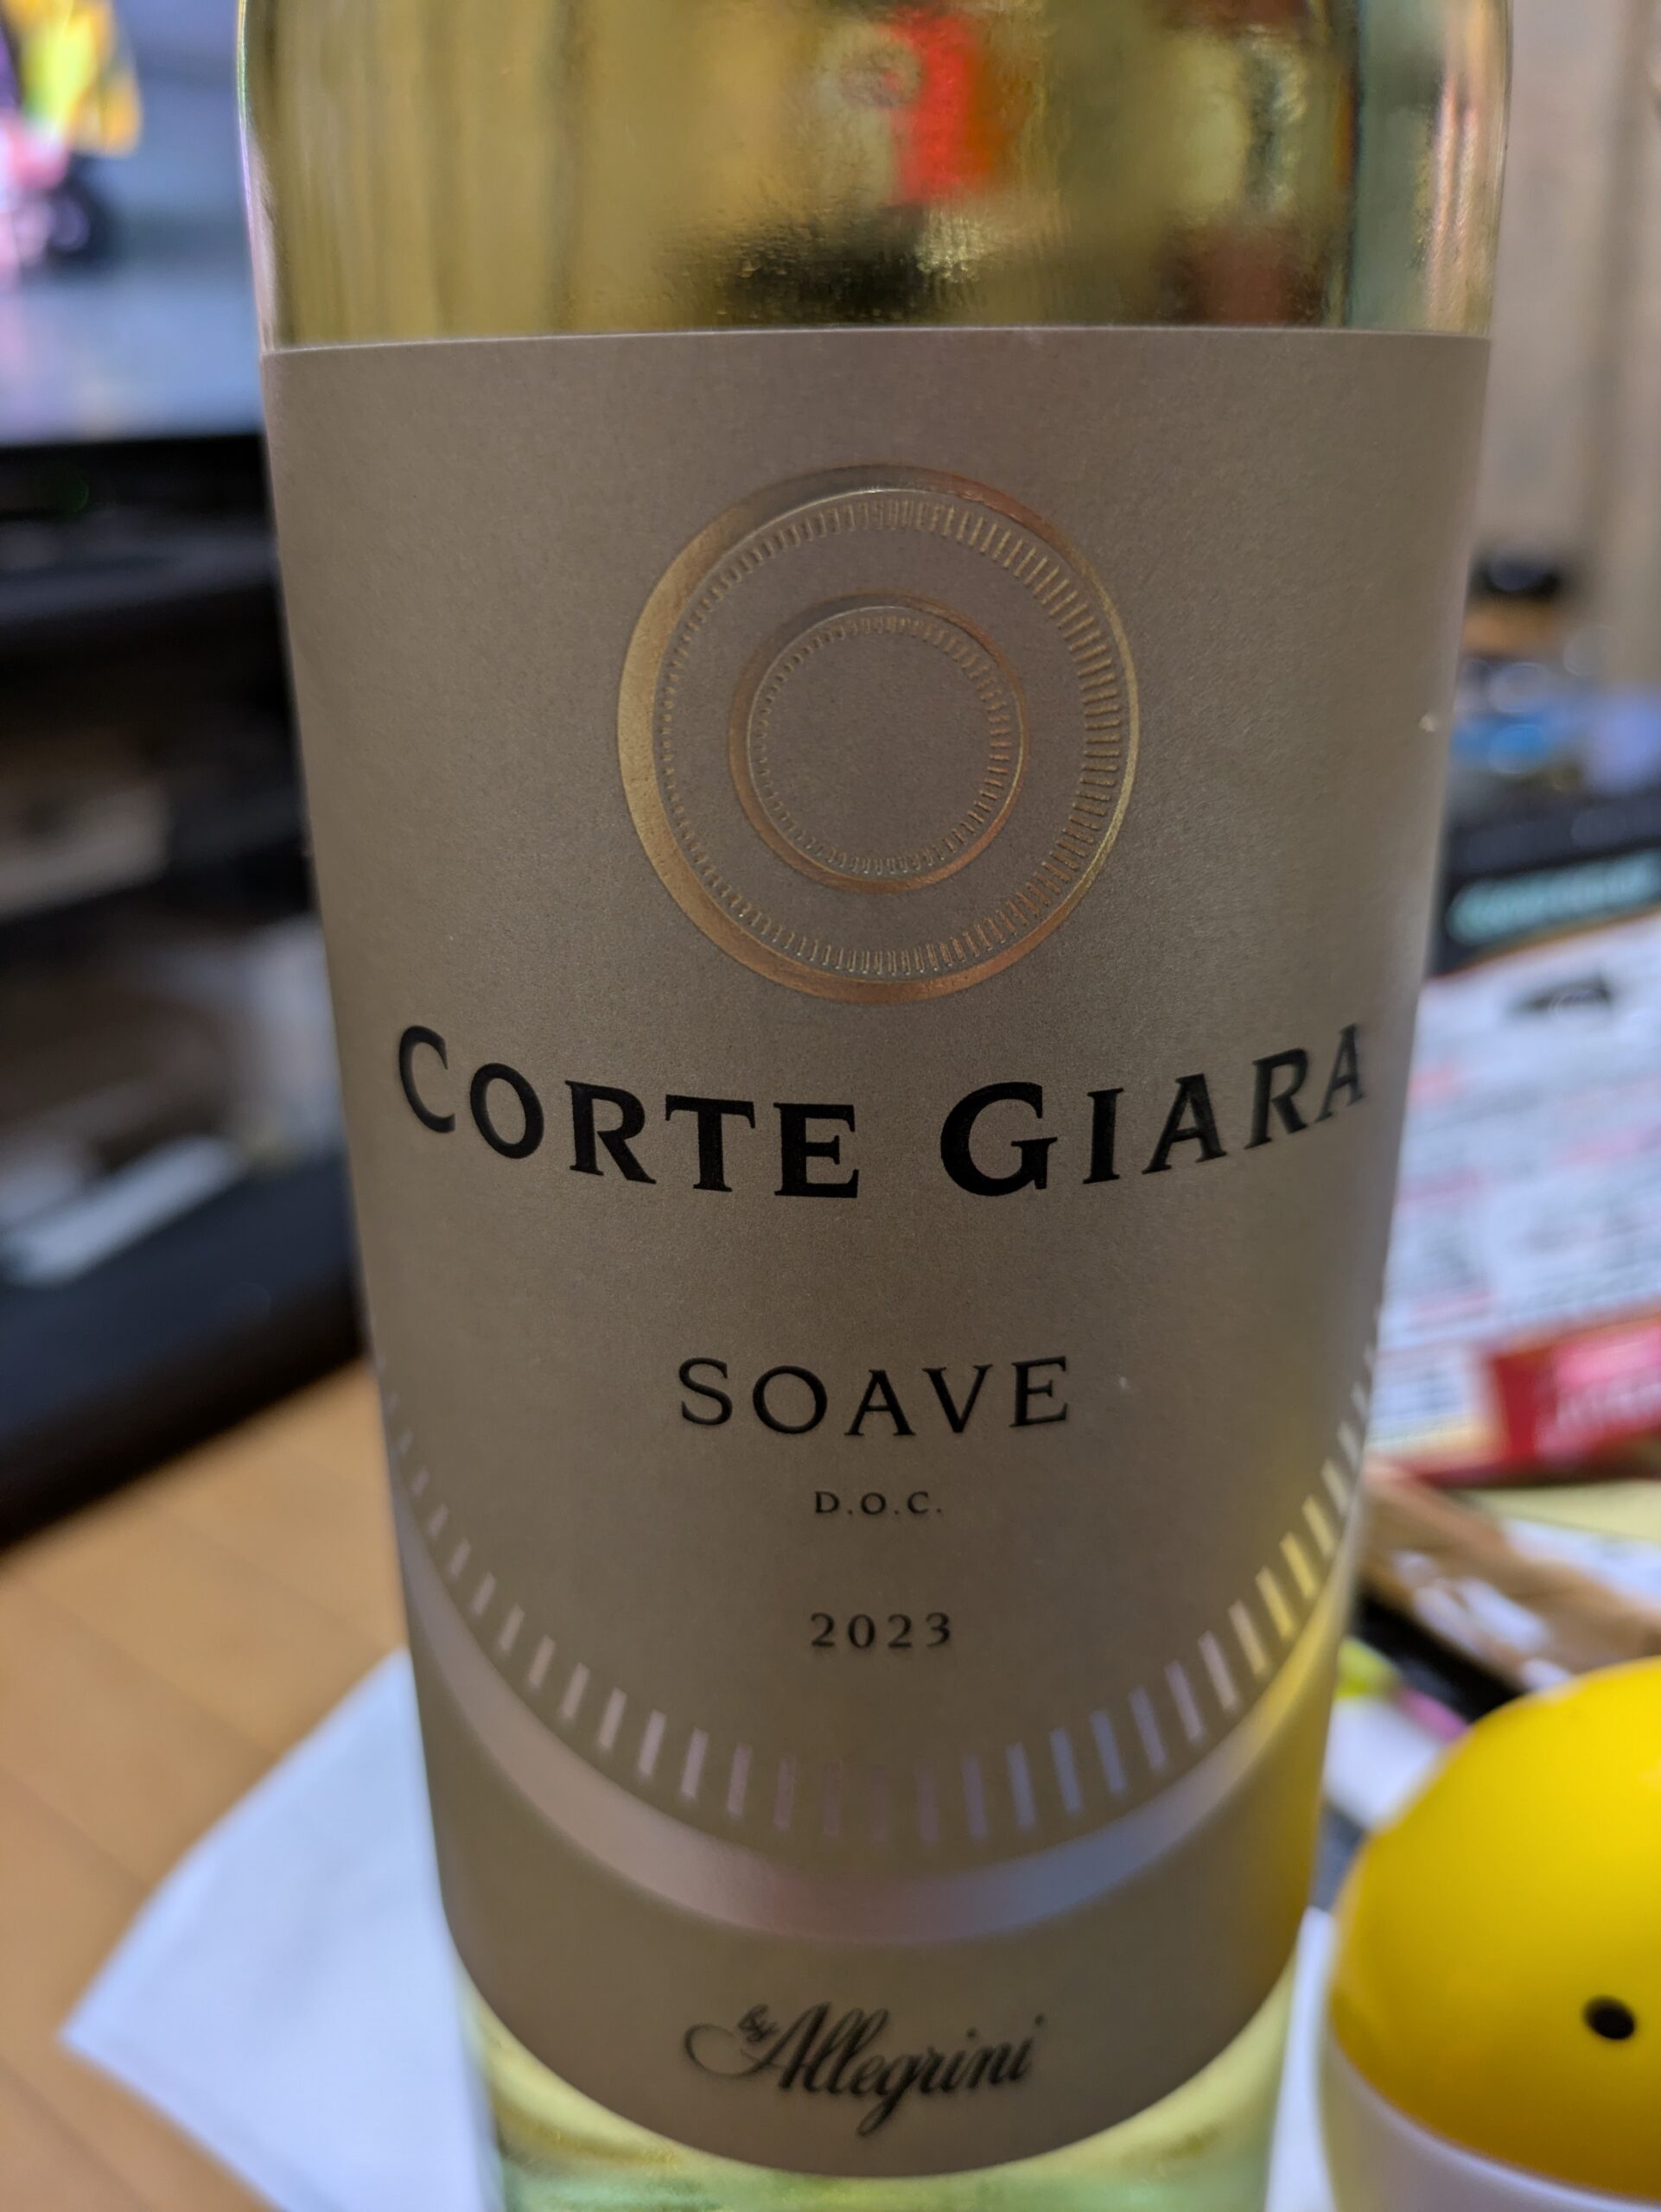 CORTE GIARA
SOAVE
D.O.C.
2023
by Allegrini